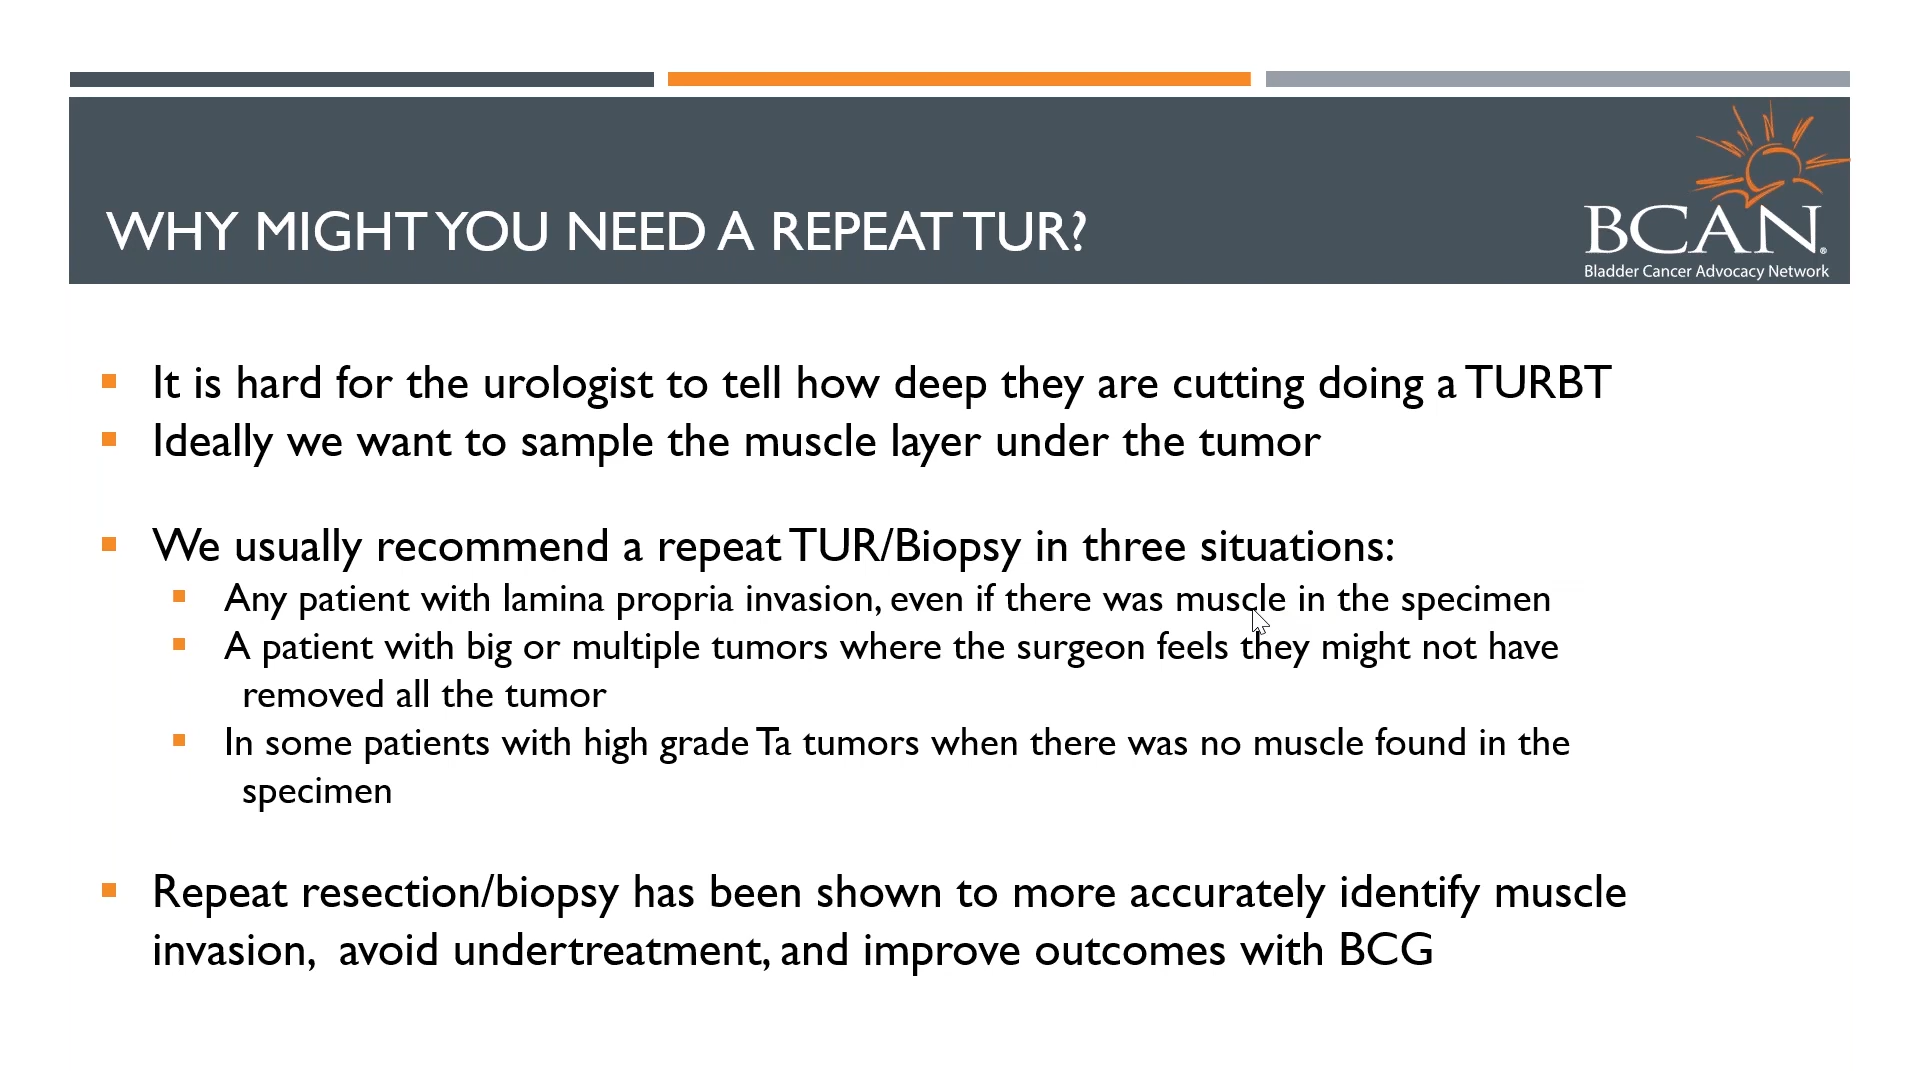 WHY MIGHT YOU NEED A REPEAT TUR?
BCAN®
Bladder Cancer Advocacy Network
It is hard for the urologist to tell how deep they are cutting doing a TURBT
Ideally we want to sample the muscle layer under the tumor
We usually recommend a repeat TUR/Biopsy in three situations:
Any patient with lamina propria invasion, even if there was muscle in the specimen
A patient with big or multiple tumors where the surgeon feels they might not have
removed all the tumor
In some patients with high grade Ta tumors when there was no muscle found in the
specimen
Repeat resection/biopsy has been shown to more accurately identify muscle
invasion, avoid undertreatment, and improve outcomes with BCG